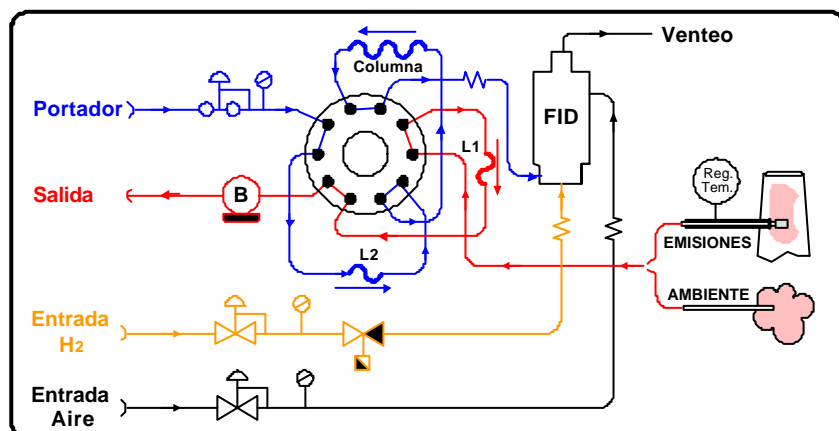 Venteo
Columna
Portador
FID
L1
Salida
B
Reg.
Tem.
EMISIONES
L2
AMBIENTE
Entrada
H2
Entrada
Aire